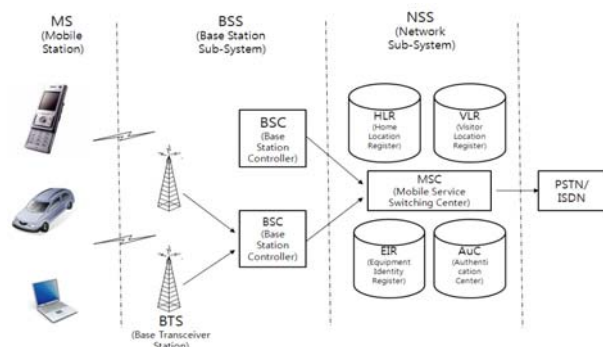 MS
(Mobile
Station)
BSS
(Base Station
Sub-System)
NSS
(Network
Sub-System)
BSC
(Base
Station
Controller)
HLR
(Home
Location
Register)
VLR
(Visitor
Location
Register)
MSC
(Mobile Service
Switching Center)
PSTN/
ISDN
BSC
(Base
Station
Controller)
EIR
(Equipment
Identity
Register)
AuC
(Authenti
cation
Center)
BTS
(Base Transceiver
Station)